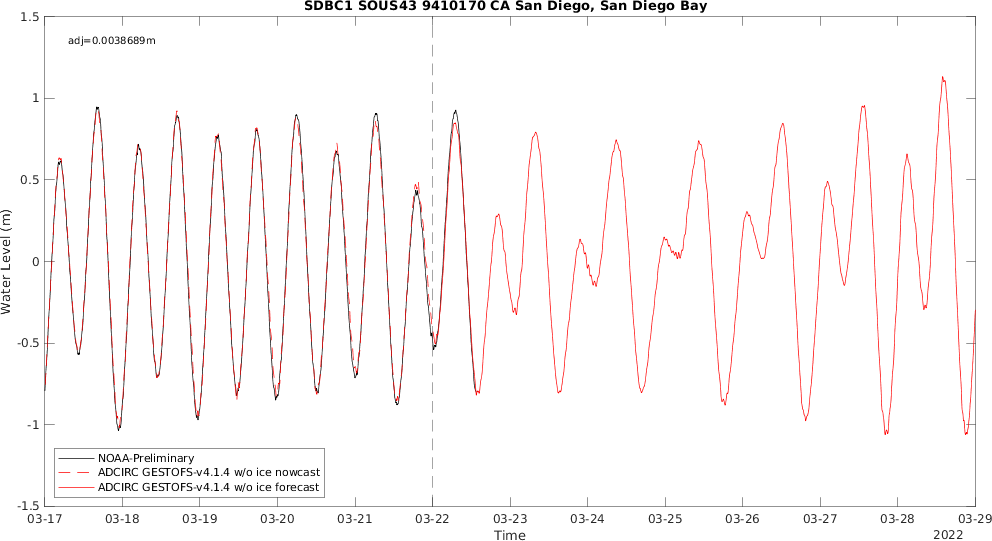 SDBC1 SOUS43 9410170 CA San Diego, San Diego Bay
adj=0.0038689m
1.5
1
0.5
0
-0.5
-1
-1.5
Water Level (m)
NOAA-Preliminary
ADCIRC GESTOFS-v4.1.4 w/o ice nowcast
ADCIRC GESTOFS-v4.1.4 w/o ice forecast
03-17 03-18 03-19 03-20 03-21 03-22 03-23 03-24 03-25 03-26 03-27 03-28 03-29
Time
2022